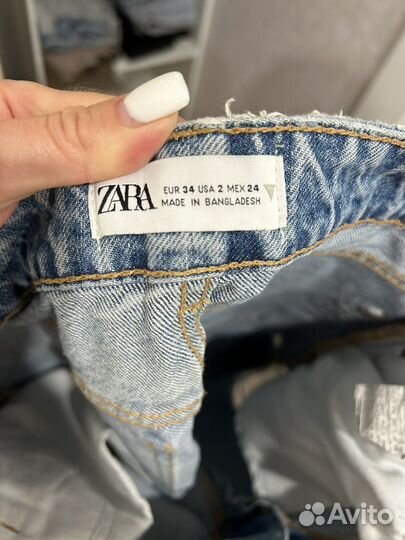 ZARA
EUR 34 USA 2 MEX 24
MADE IN BANGLADESH
Avito